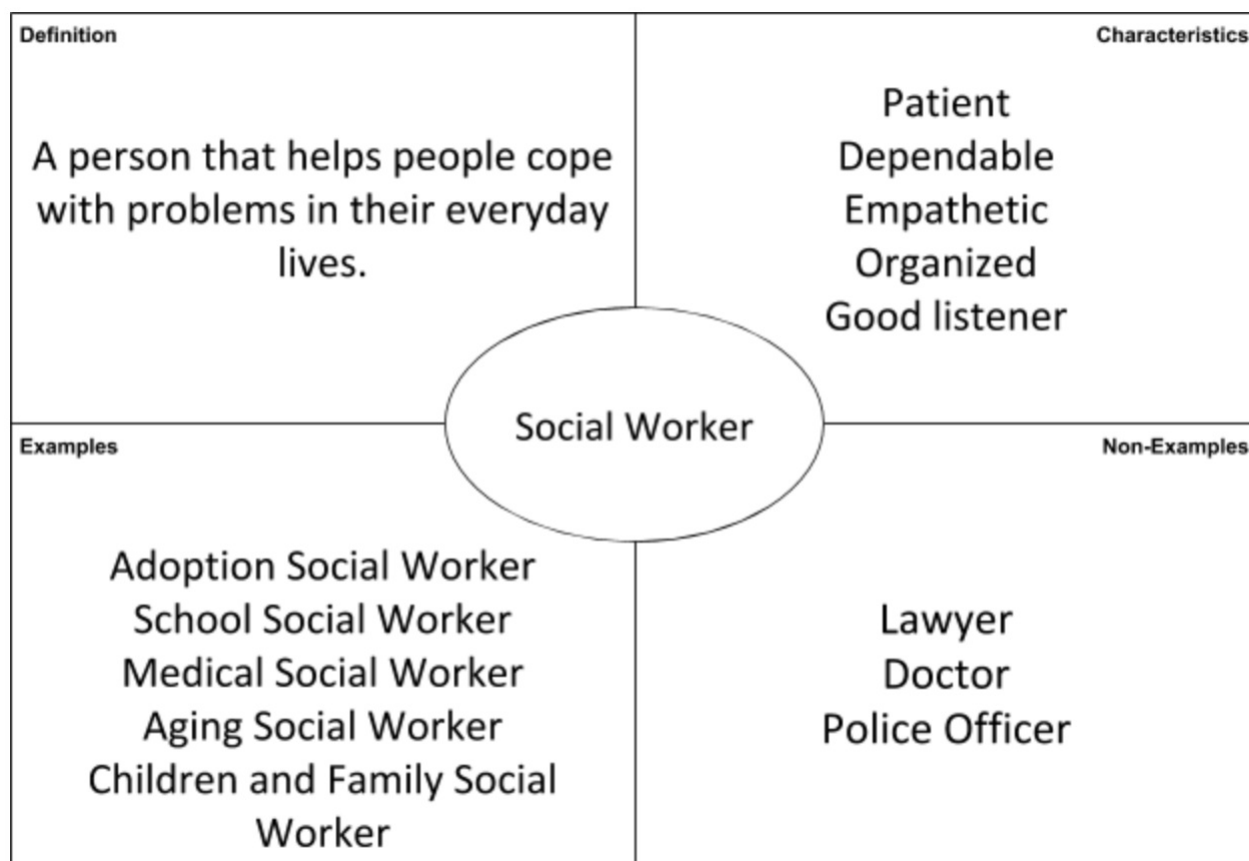 Definition
A person that helps people cope
with problems in their everyday
lives.
Characteristics
Patient
Dependable
Empathetic
Organized
Good listener
Social Worker
Examples
Adoption Social Worker
School Social Worker
Medical Social Worker
Aging Social Worker
Children and Family Social
Worker
Non-Examples
Lawyer
Doctor
Police Officer